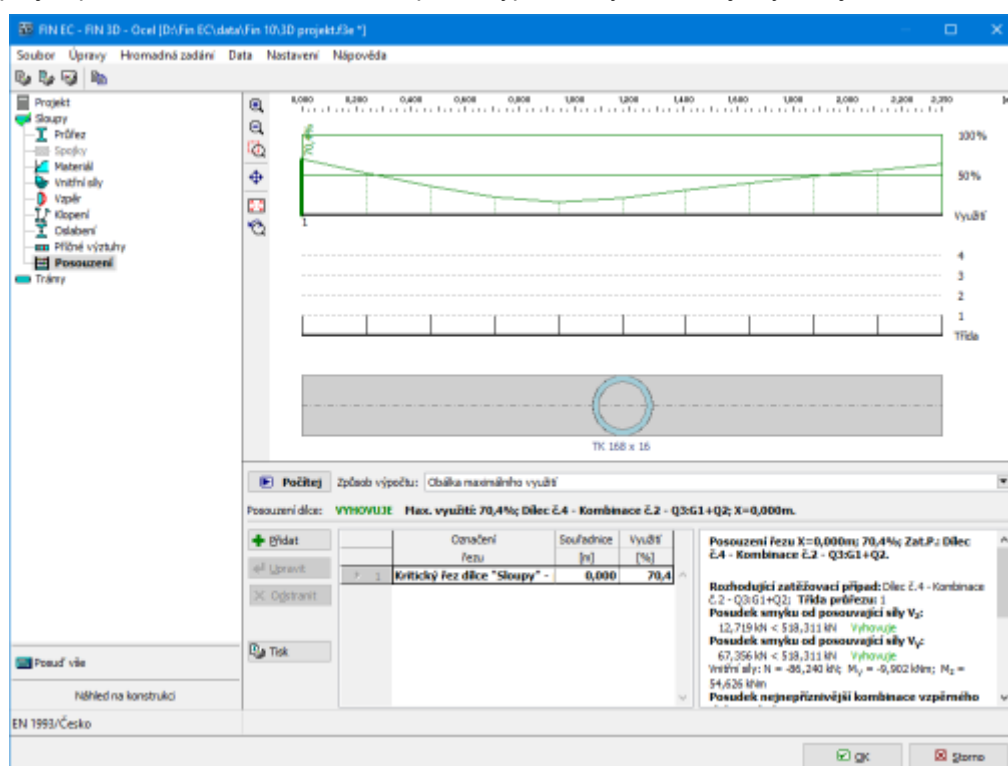 FIN EC - FIN 3D - Ocel [D:\Fin EC\data\Fin 10\3D projekt.f3e *]
Soubor Úpravy Hromadná zadání Data Nastavení Nápověda
Projekt
Sloupy
Průřez
Spojky
Materiál
Vnitřní síly
Vzpěr
Klopení
Oslabení
Příčné výztuhy
Posouzení
Trámy
Posuď vše
Náhled na konstrukci
0,000 0,200 0,400 0,600 0,800 1,000 1,200 1,400 1,600 1,800 2,000 2,200 2,350
70,4%
100%
50%
Využití
1
4
3
2
1
Třída
TK 168 x 16
Počítej Způsob výpočtu: Obálka maximálního využití
Posouzení dílce: VYHOVUJE Max. využití: 70,4%; Dílec č.4 - Kombinace č.2 - Q3:G1+Q2; X=0,000m.
Přidat
Upravit
Odstranit
Tisk
Označení Souřadnice Využití
řezu [m] [%]
1 Kritický řez dílce "Sloupy" - 0,000 70,4
Posouzení řezu X=0,000m; 70,4%; Zat.P.: Dílec
č.4 - Kombinace č.2 - Q3:G1+Q2.
Rozhodující zatěžovací případ: Dílec č.4 - Kombinace
č.2 - Q3:G1+Q2; Třída průřezu: 1
Posudek smyku od posouvající síly Vz:
12,719 kN < 518,311 kN Vyhovuje
Posudek smyku od posouvající síly Vy:
67,356 kN < 518,311 kN Vyhovuje
Vnitřní síly: N = -86,240 kN; My = -9,902 kNm; Mz =
54,626 kNm
Posudek nejnepříznivější kombinace vzpěrného
EN 1993/Česko
OK Storno